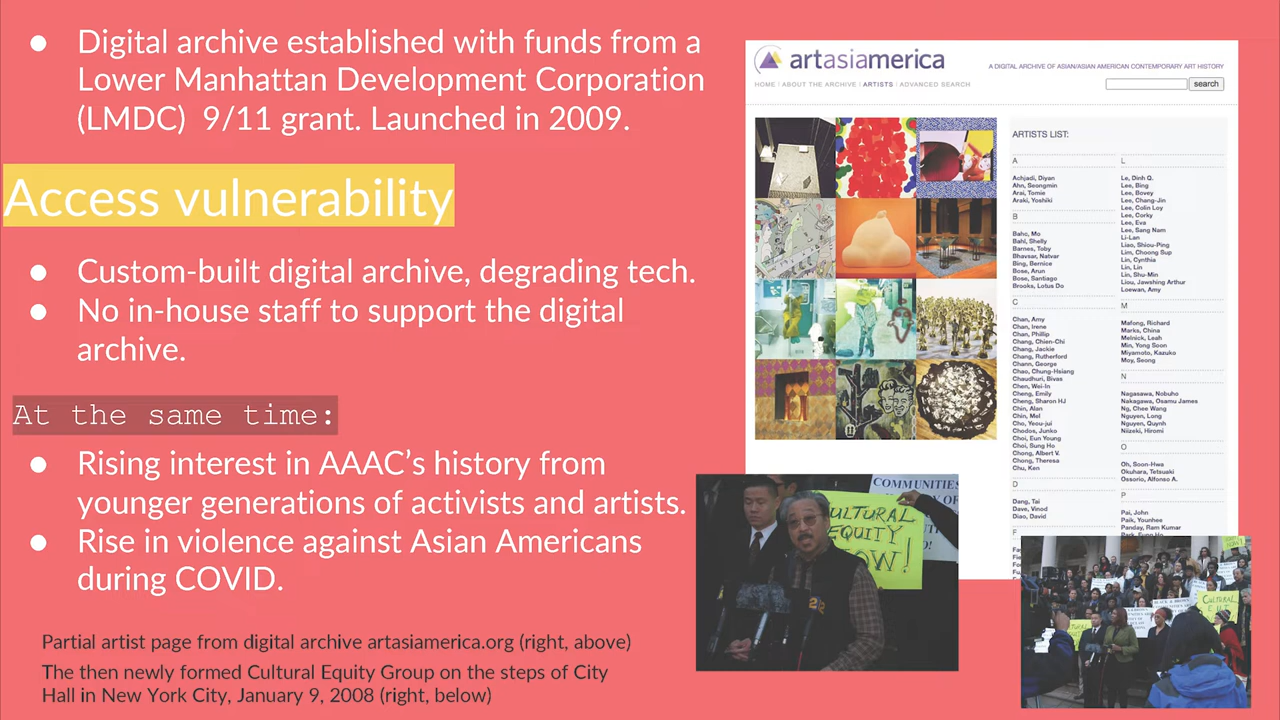 ● Digital archive established with funds from a
Lower Manhattan Development Corporation
(LMDC) 9/11 grant. Launched in 2009.
Access vulnerability
● Custom-built digital archive, degrading tech.
● No in-house staff to support the digital
archive.
At the same time:
● Rising interest in AAAC's history from
younger generations of activists and artists.
● Rise in violence against Asian Americans
during COVID.
Partial artist page from digital archive artasiamerica.org (right, above)
The then newly formed Cultural Equity Group on the steps of City
Hall in New York City, January 9, 2008 (right, below)
artasiamerica
A DIGITAL ARCHIVE OF ASIAN/ASIAN AMERICAN CONTEMPORARY ART HISTORY
HOME / ABOUT THE ARCHIVE / ARTISTS / ADVANCED SEARCH
search
ARTISTS LIST:
A
Achjadi, Diyan
Ahn, Seongmin
Arai, Tomie
Araki, Yoshiki
B
Bahc, Mo
Bahl, Shelly
Barnes, Toby
Bhavsar, Natvar
Bing, Bernice
Bose, Arun
Bose, Santiago
Brooks, Lotus Do
C
Chan, Amy
Chan, Irene
Chan, Phillip
Chang, Chien-Chi
Chang, Jackie
Chang, Rutherford
Chann, George
Chao, Chung-Hsiang
Chaudhuri, Bivas
Chen, Wei-In
Cheng, Emily
Cheng, Sharon HJ
Chin, Alan
Chin, Mel
Cho, Yeou-jui
Chodos, Junko
Choi, Eun Young
Choi, Sung Ho
Chong, Albert V.
Chong, Theresa
Chu, Ken
D
Dang, Tai
Dave, Vinod
Diao, David
F
L
Le, Dinh Q.
Lee, Bing
Lee, Bovey
Lee, Chang-Jin
Lee, Colin Loy
Lee, Corky
Lee, Eva
Lee, Sang Nam
Li-Lan
Liao, Shiou-Ping
Lim, Choong Sup
Lin, Cynthia
Lin, Lin
Lin, Shu-Min
Liou, Jawshing Arthur
Loewan, Amy
M
Mafong, Richard
Marks, China
Melnick, Leah
Min, Yong Soon
Miyamoto, Kazuko
Moy, Seong
N
Nagasawa, Nobuho
Nakagawa, Osamu James
Ng, Chee Wang
Nguyen, Long
Nguyen, Quynh
Niizeki, Hiromi
O
Oh, Soon-Hwa
Okuhara, Tetsuaki
Ossorio, Alfonso A.
P
Pai, John
Paik, Younhee
Panday, Ram Kumar
COMMUNITIES
CULTURAL
EQUITY
NOW!
2
CULTURAL